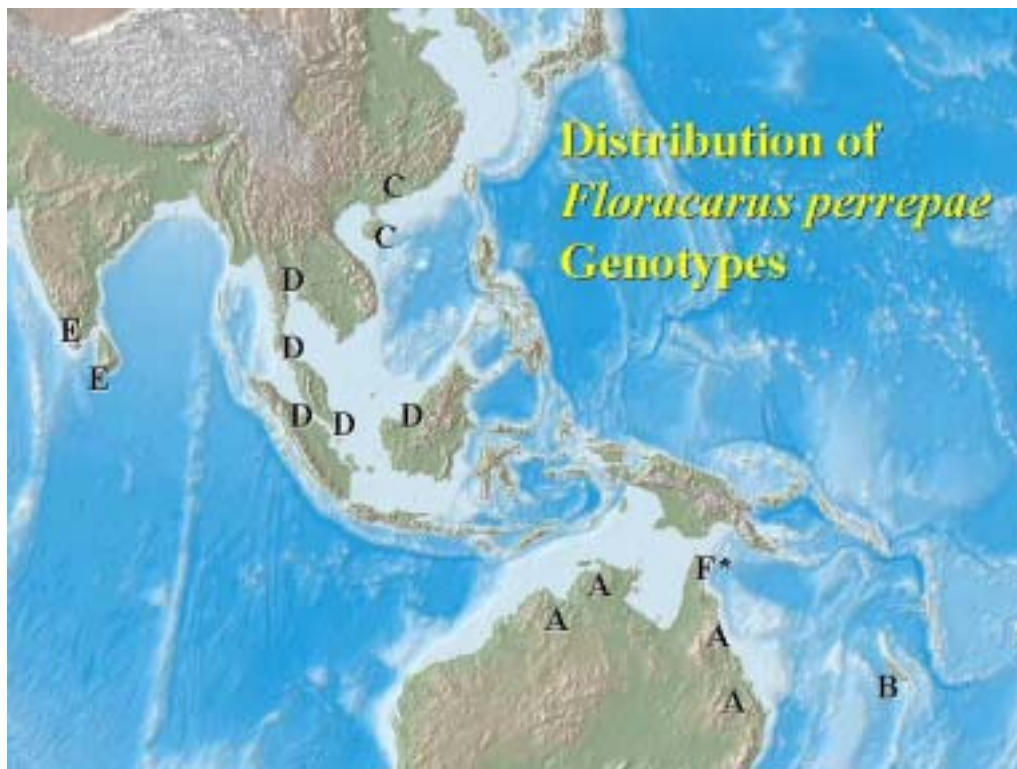 Distribution of
Floracarus perrepae
Genotypes
C
C
D
D
E
E
D
D
D
F*
A
A
A
B
A